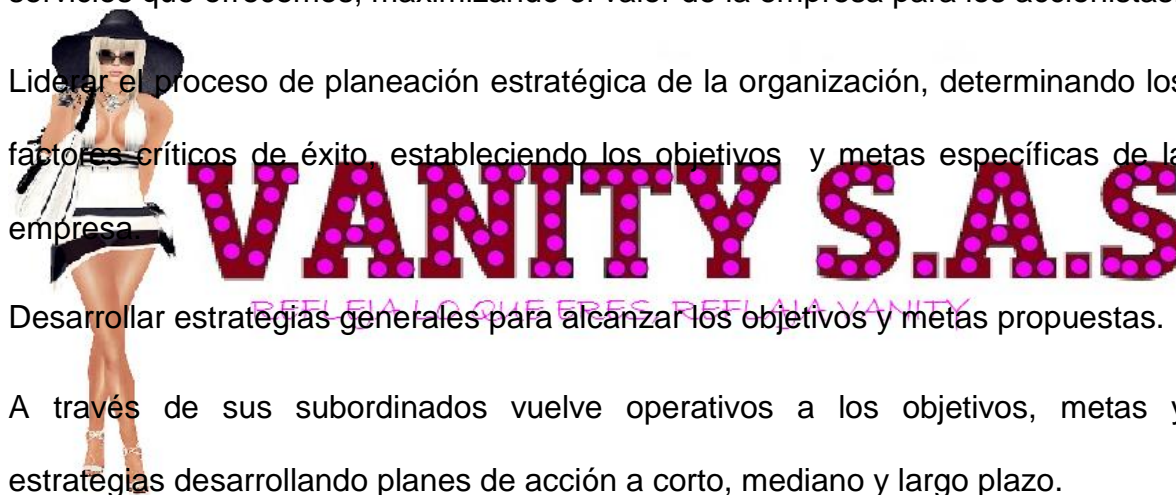 servicios que ofrecemos, maximizando el valor de la empresa para los accionistas
Liderar el proceso de planeación estratégica de la organización, determinando los
factores críticos de éxito, estableciendo los objetivos y metas específicas de la
empresa.
VANITY S.A.S
REFLEJA LO QUE ERES, REFLAJA VANITY
Desarrollar estrategias generales para alcanzar los objetivos y metas propuestas.
A través de sus subordinados vuelve operativos a los objetivos, metas y
estrategias desarrollando planes de acción a corto, mediano y largo plazo.